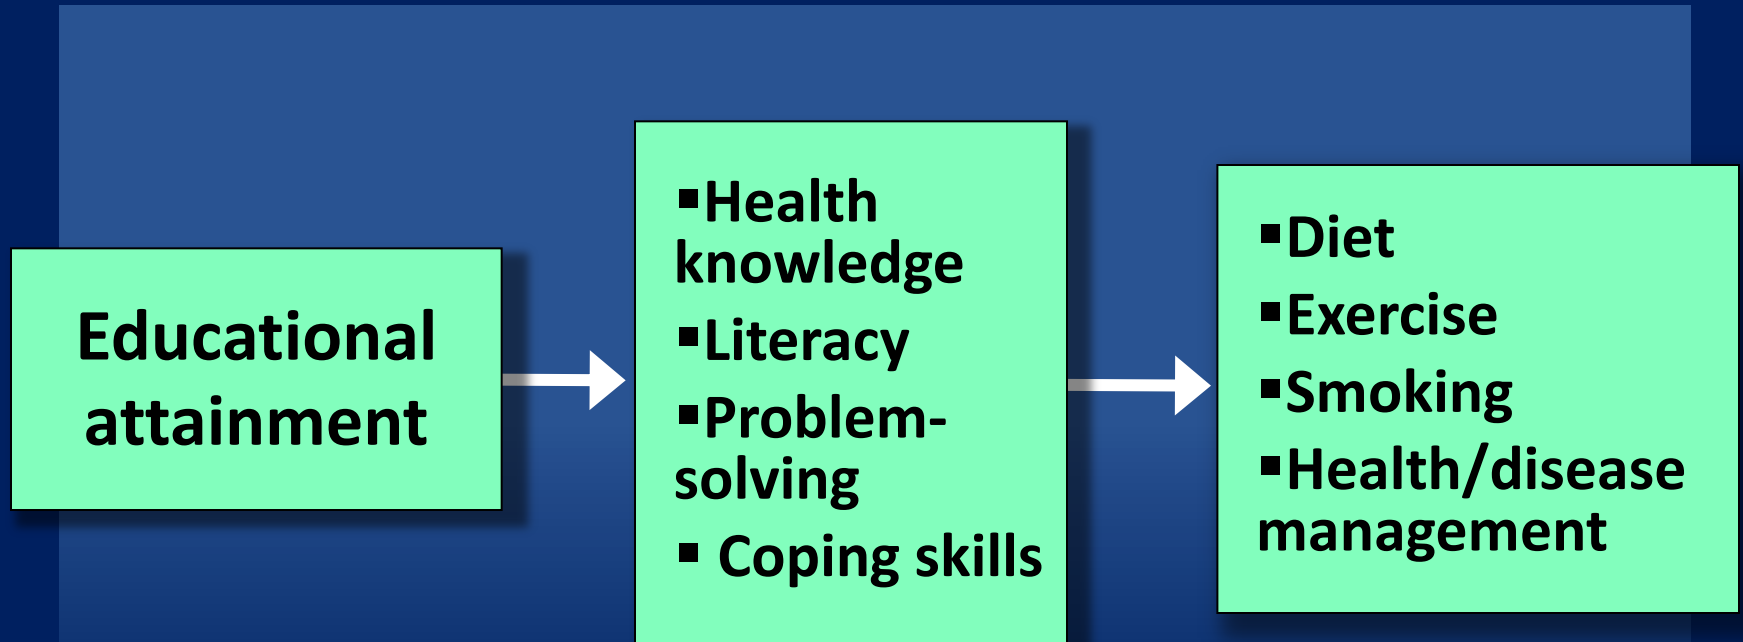 Educational
attainment
▪Health
knowledge
▪Literacy
▪Problem-
solving
▪ Coping skills
▪Diet
▪Exercise
▪Smoking
▪Health/disease
management